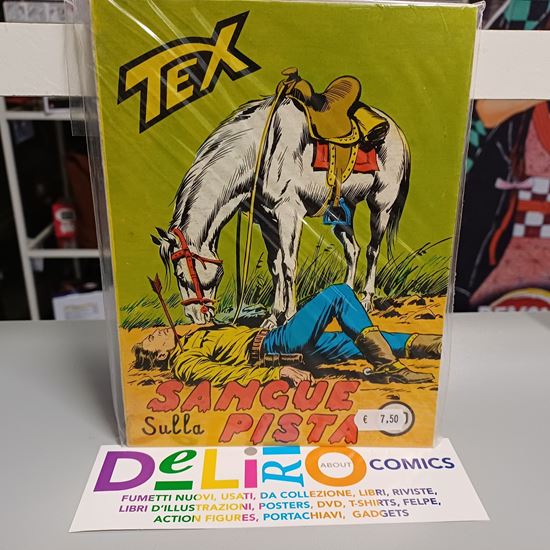 TEX
SANGUE
Sulla PISTA
€ 7,50
DeLiRiO ABOUT COMICS
FUMETTI NUOVI, USATI, DA COLLEZIONE, LIBRI, RIVISTE,
LIBRI D'ILLUSTRAZIONI, POSTERS, DVD, T-SHIRTS, FELPE,
ACTION FIGURES, PORTACHIAVI, GADGETS